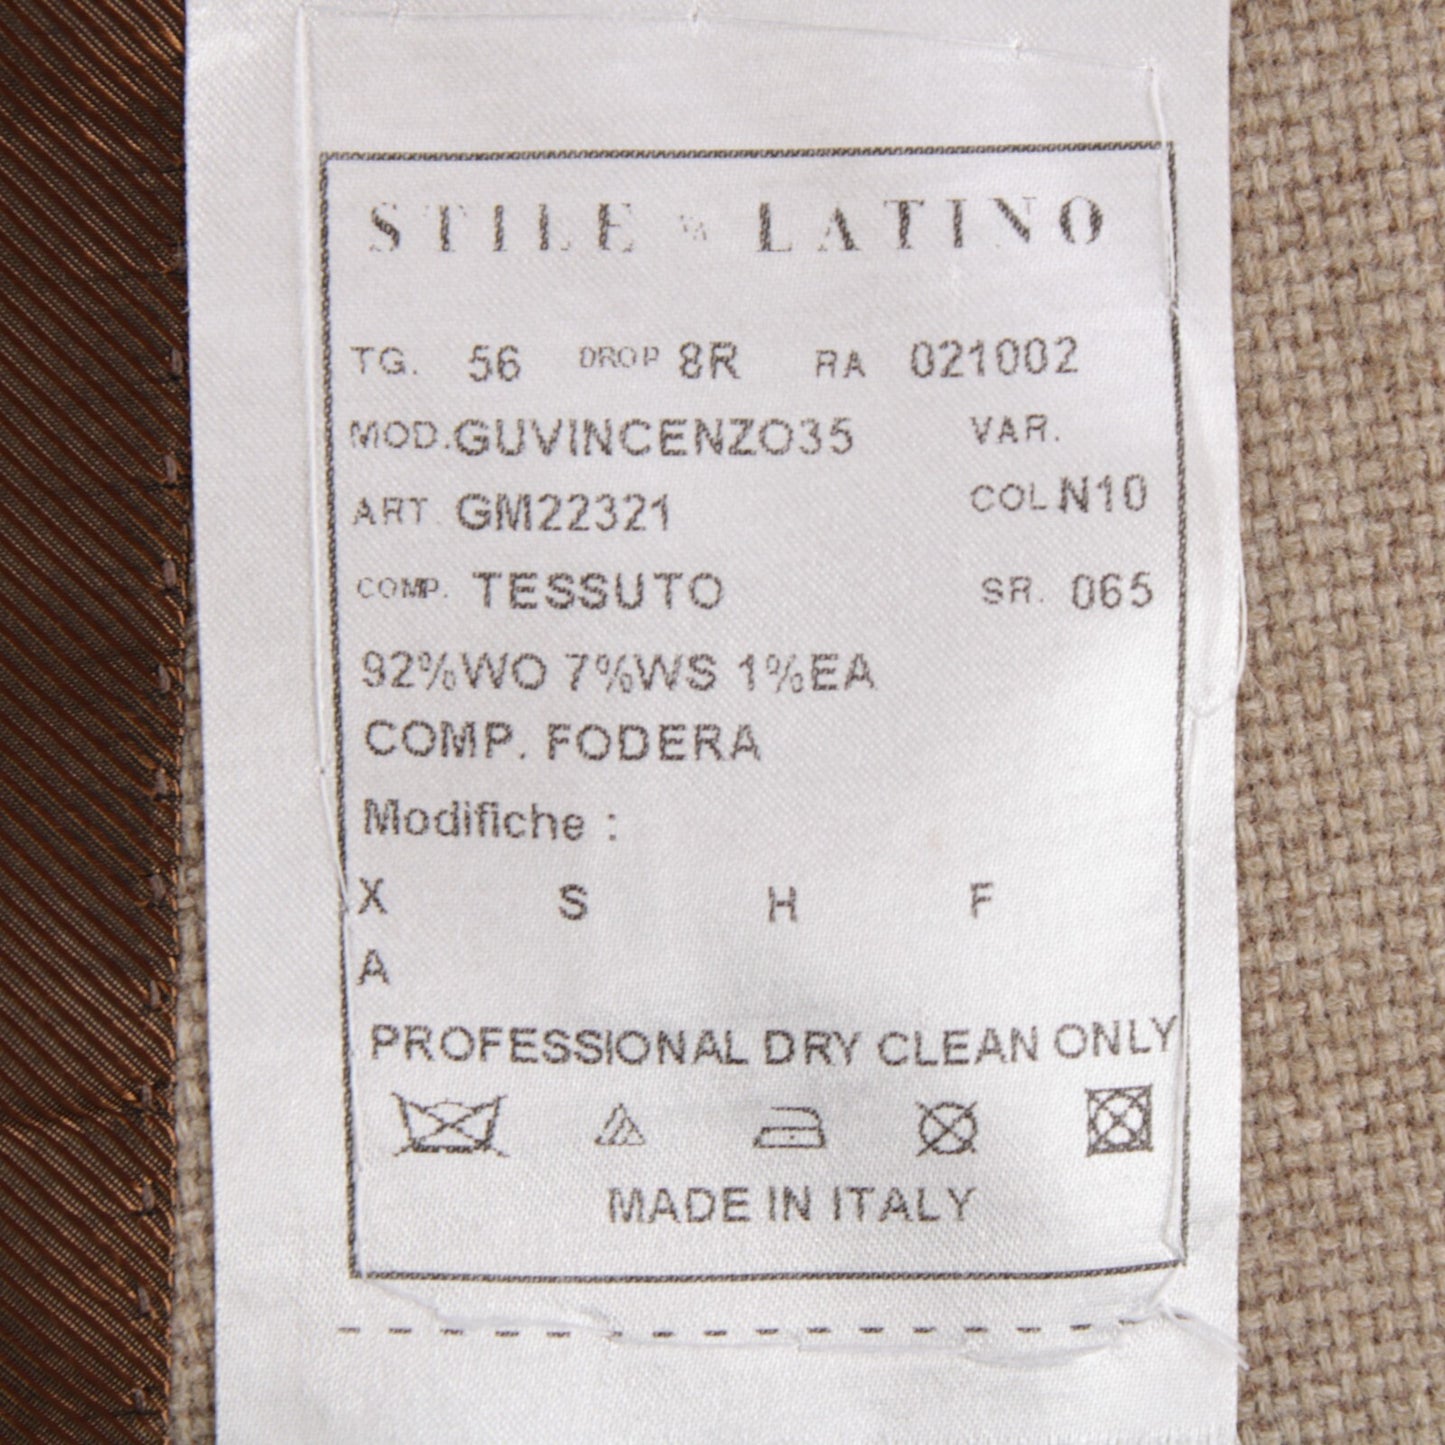 STILE LATINO
TG. 56 DROP 8R RA 021002
MOD. GUVINCENZO35 VAR.
ART. GM22321 COL. N10
COMP. TESSUTO SR. 065
92%WO 7%WS 1%EA
COMP. FODERA
Modifiche :
X S H F
A
PROFESSIONAL DRY CLEAN ONLY
MADE IN ITALY